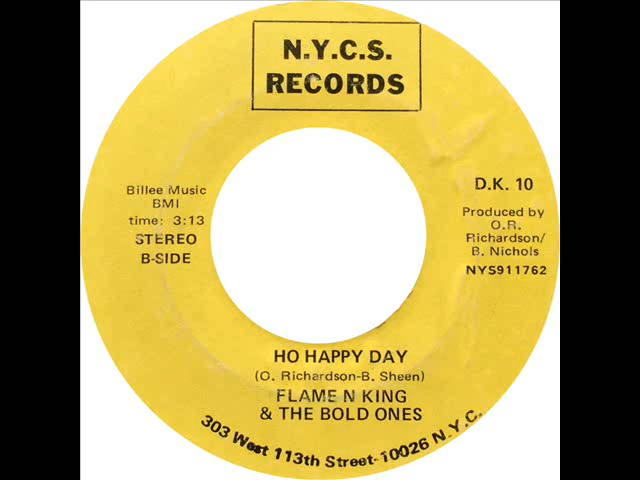 N.Y.C.S.
RECORDS
Billee Music
BMI
time: 3:13
STEREO
B-SIDE
D.K. 10
Produced by
O.R.
Richardson/
B. Nichols
NYS911762
HO HAPPY DAY
(O. Richardson-B. Sheen)
FLAME N KING
& THE BOLD ONES
303 West 113th Street-10026 N.Y.C.